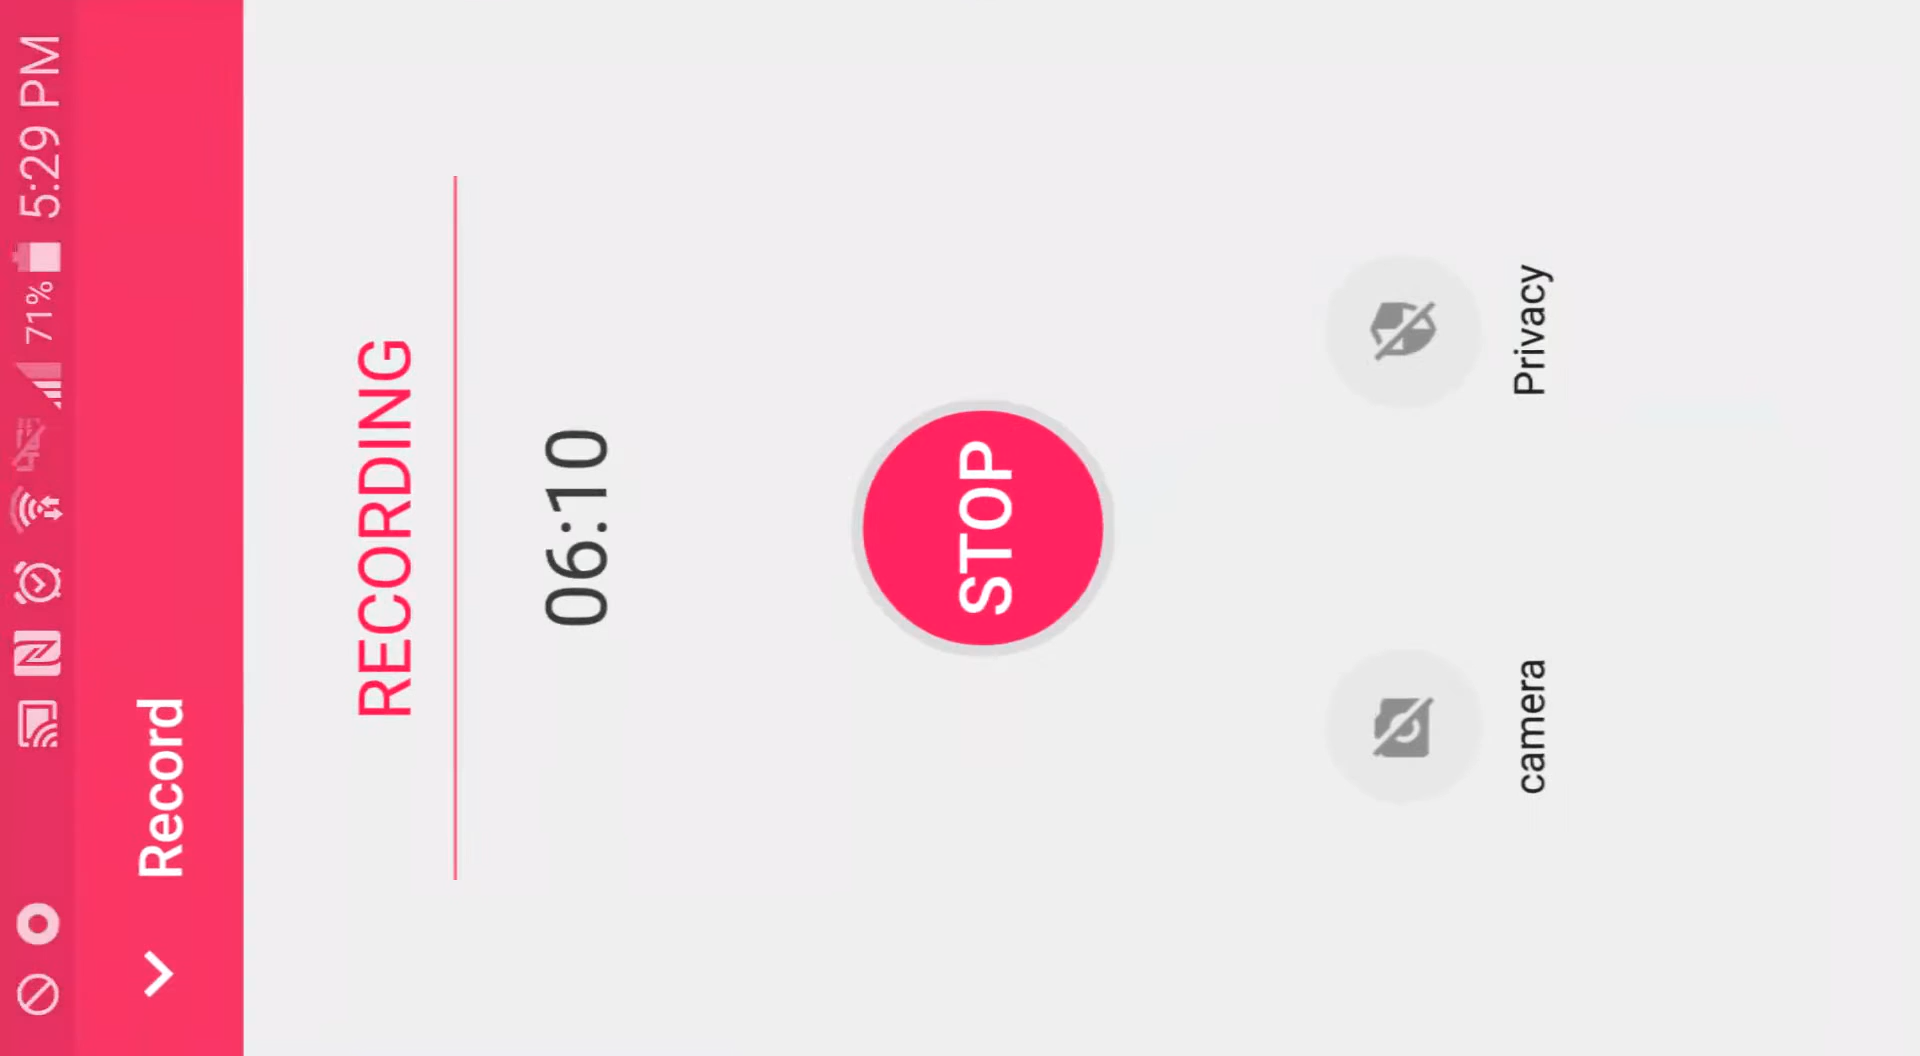 71% 5:29 PM
Record
RECORDING
06:10
STOP
camera
Privacy